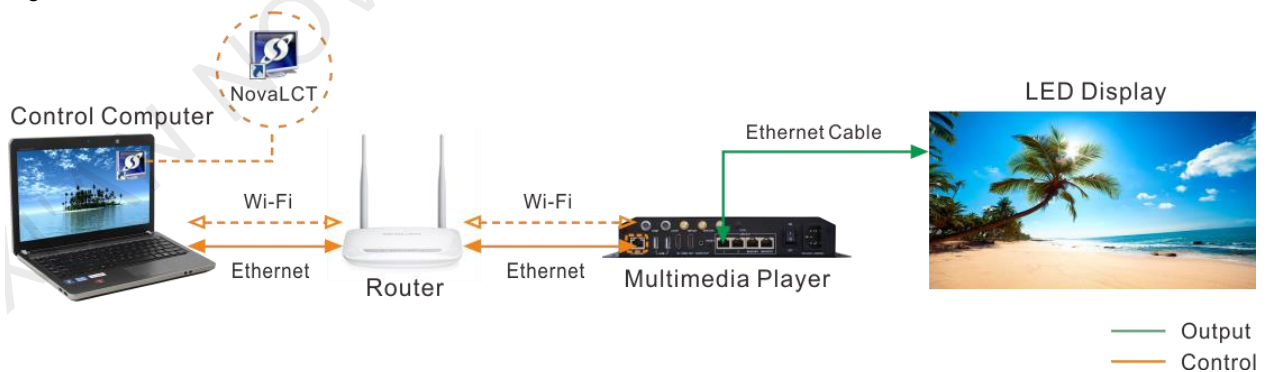 NovaLCT
Control Computer
LED Display
Ethernet Cable
Wi-Fi
Wi-Fi
Ethernet
Ethernet
Router
Multimedia Player
Output
Control